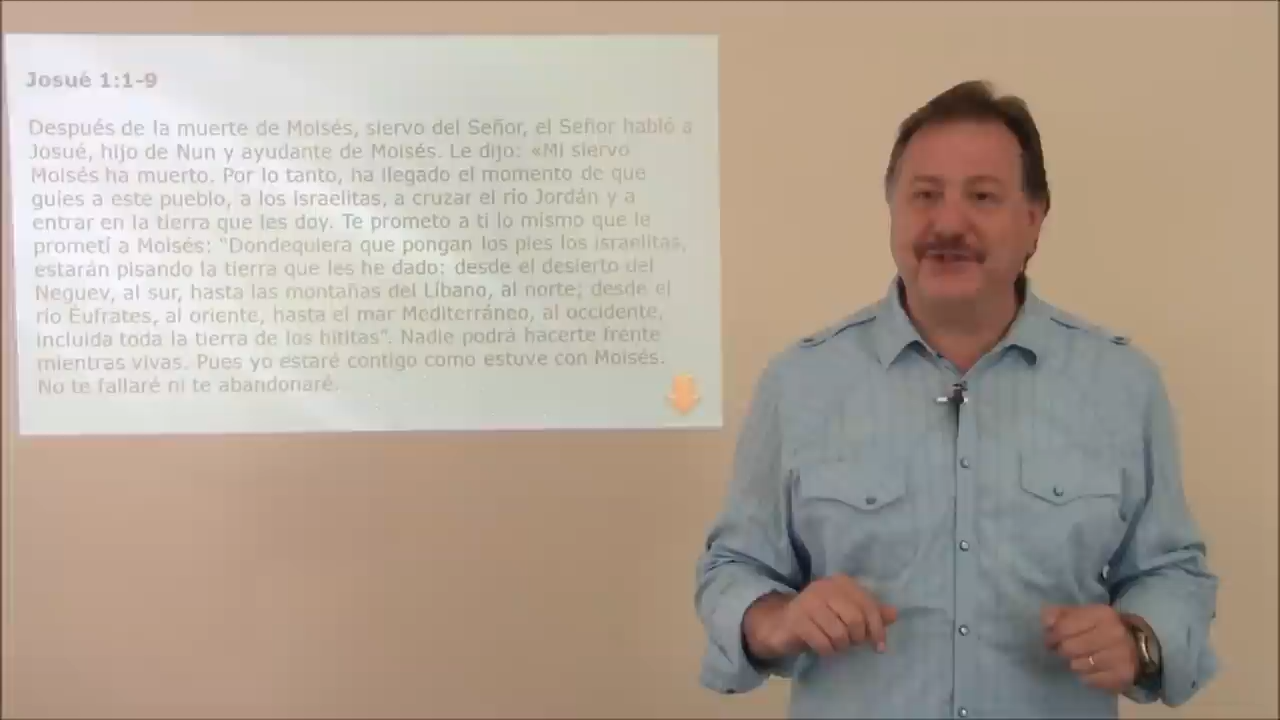 Josué 1:1-9
Después de la muerte de Moisés, siervo del Señor, el Señor habló a
Josué, hijo de Nun y ayudante de Moisés. Le dijo: «Mi siervo
Moisés ha muerto. Por lo tanto, ha llegado el momento de que
guíes a este pueblo, a los israelitas, a cruzar el río Jordán y a
entrar en la tierra que les doy. Te prometo a ti lo mismo que le
prometí a Moisés: "Dondequiera que pongan los pies los israelitas,
estarán pisando la tierra que les he dado: desde el desierto del
Neguev, al sur, hasta las montañas del Líbano, al norte; desde el
río Éufrates, al oriente, hasta el mar Mediterráneo, al occidente,
incluida toda la tierra de los hititas". Nadie podrá hacerte frente
mientras vivas. Pues yo estaré contigo como estuve con Moisés.
No te fallaré ni te abandonaré.